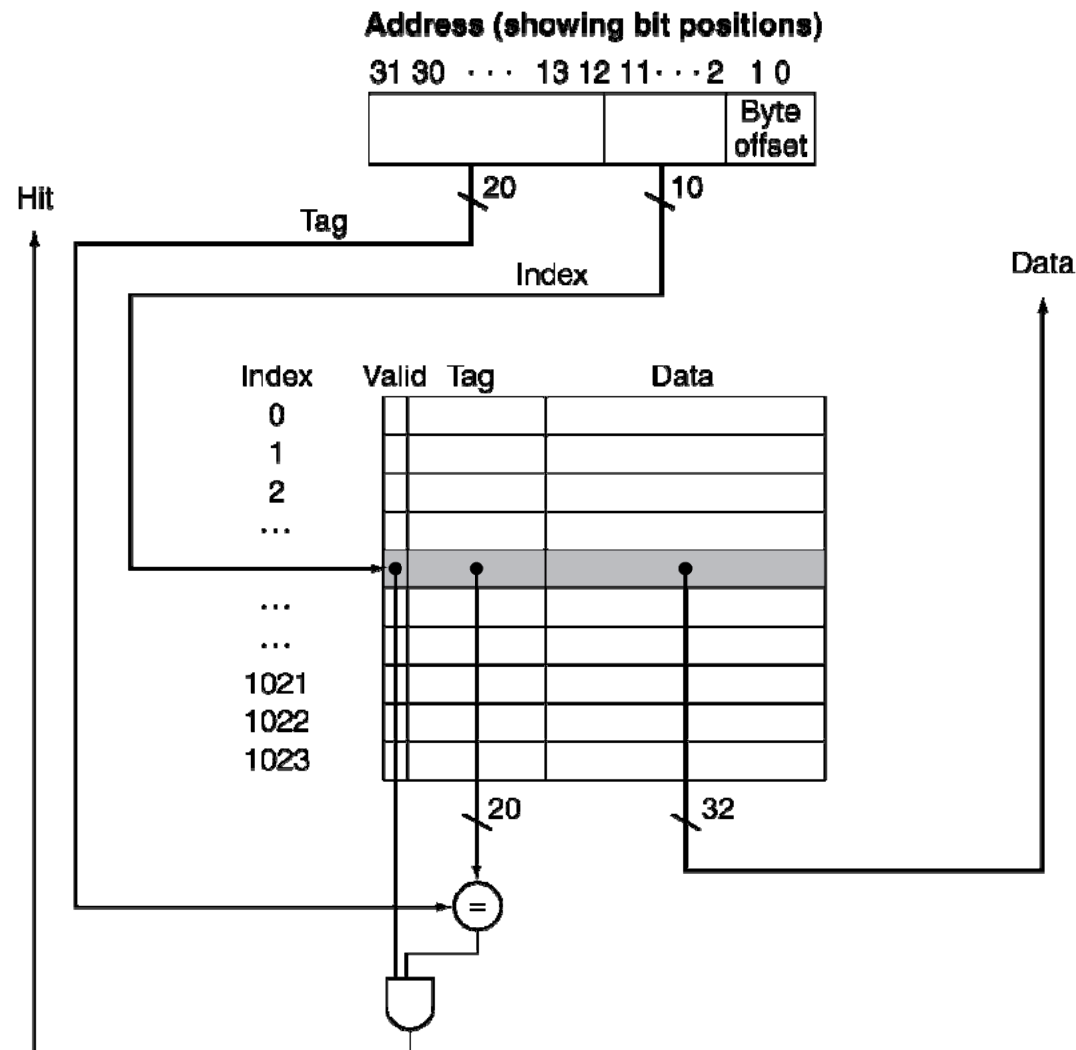 Address (showing bit positions)
31 30 · · · 13 12 11 · · · 2 1 0
Byte
offset
20 10
Hit
Tag
Index
Data
Index Valid Tag Data
0
1
2
...
...
...
1021
1022
1023
20 32
=